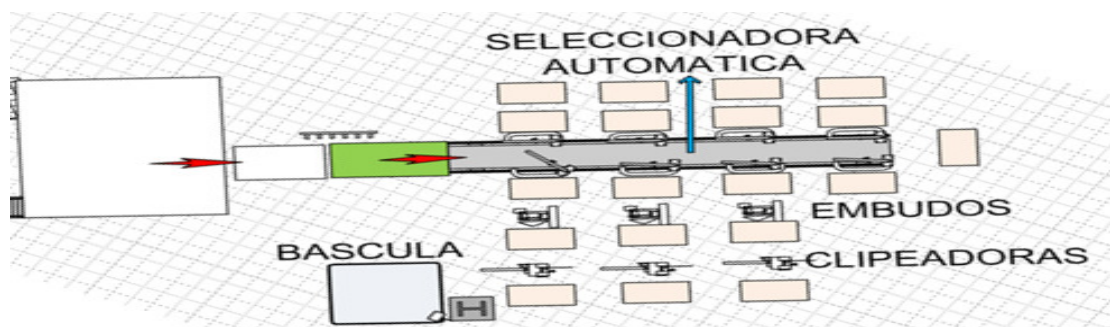 SELECCIONADORA
AUTOMATICA
EMBUDOS
BASCULA
CLIPEADORAS